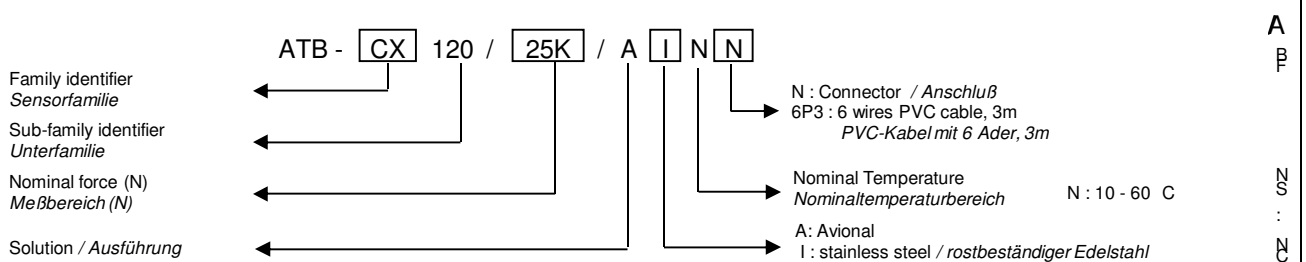 ATB - CX 120 / 25K / A I N N
Family identifier
Sensorfamilie
Sub-family identifier
Unterfamilie
Nominal force (N)
Meßbereich (N)
Solution / Ausführung
N : Connector / Anschluß
6P3 : 6 wires PVC cable, 3m
PVC-Kabel mit 6 Ader, 3m
Nominal Temperature
Nominaltemperaturbereich
N : 10 - 60 C
A: Avional
I : stainless steel / rostbeständiger Edelstahl
A